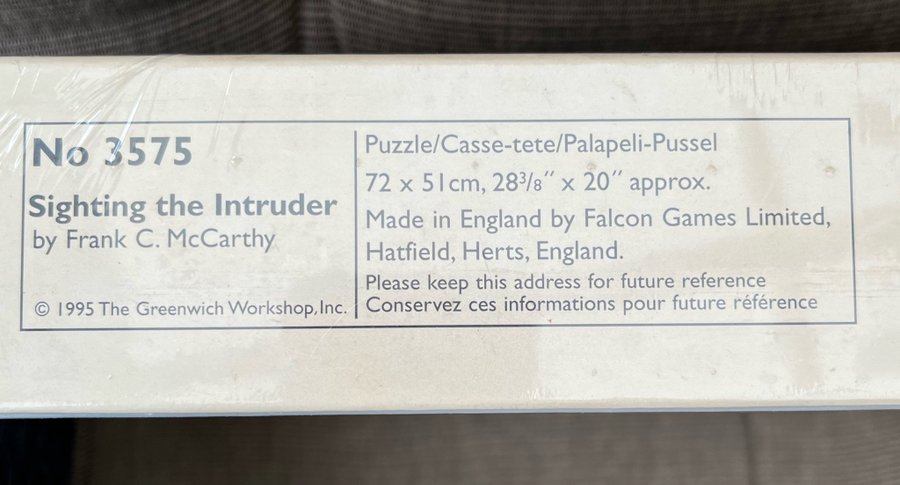 No 3575
Sighting the Intruder
by Frank C. McCarthy
© 1995 The Greenwich Workshop, Inc.
Puzzle/Casse-tete/Palapeli-Pussel
72 x 51cm, 28³/₈″ x 20″ approx.
Made in England by Falcon Games Limited,
Hatfield, Herts, England.
Please keep this address for future reference
Conservez ces informations pour future référence